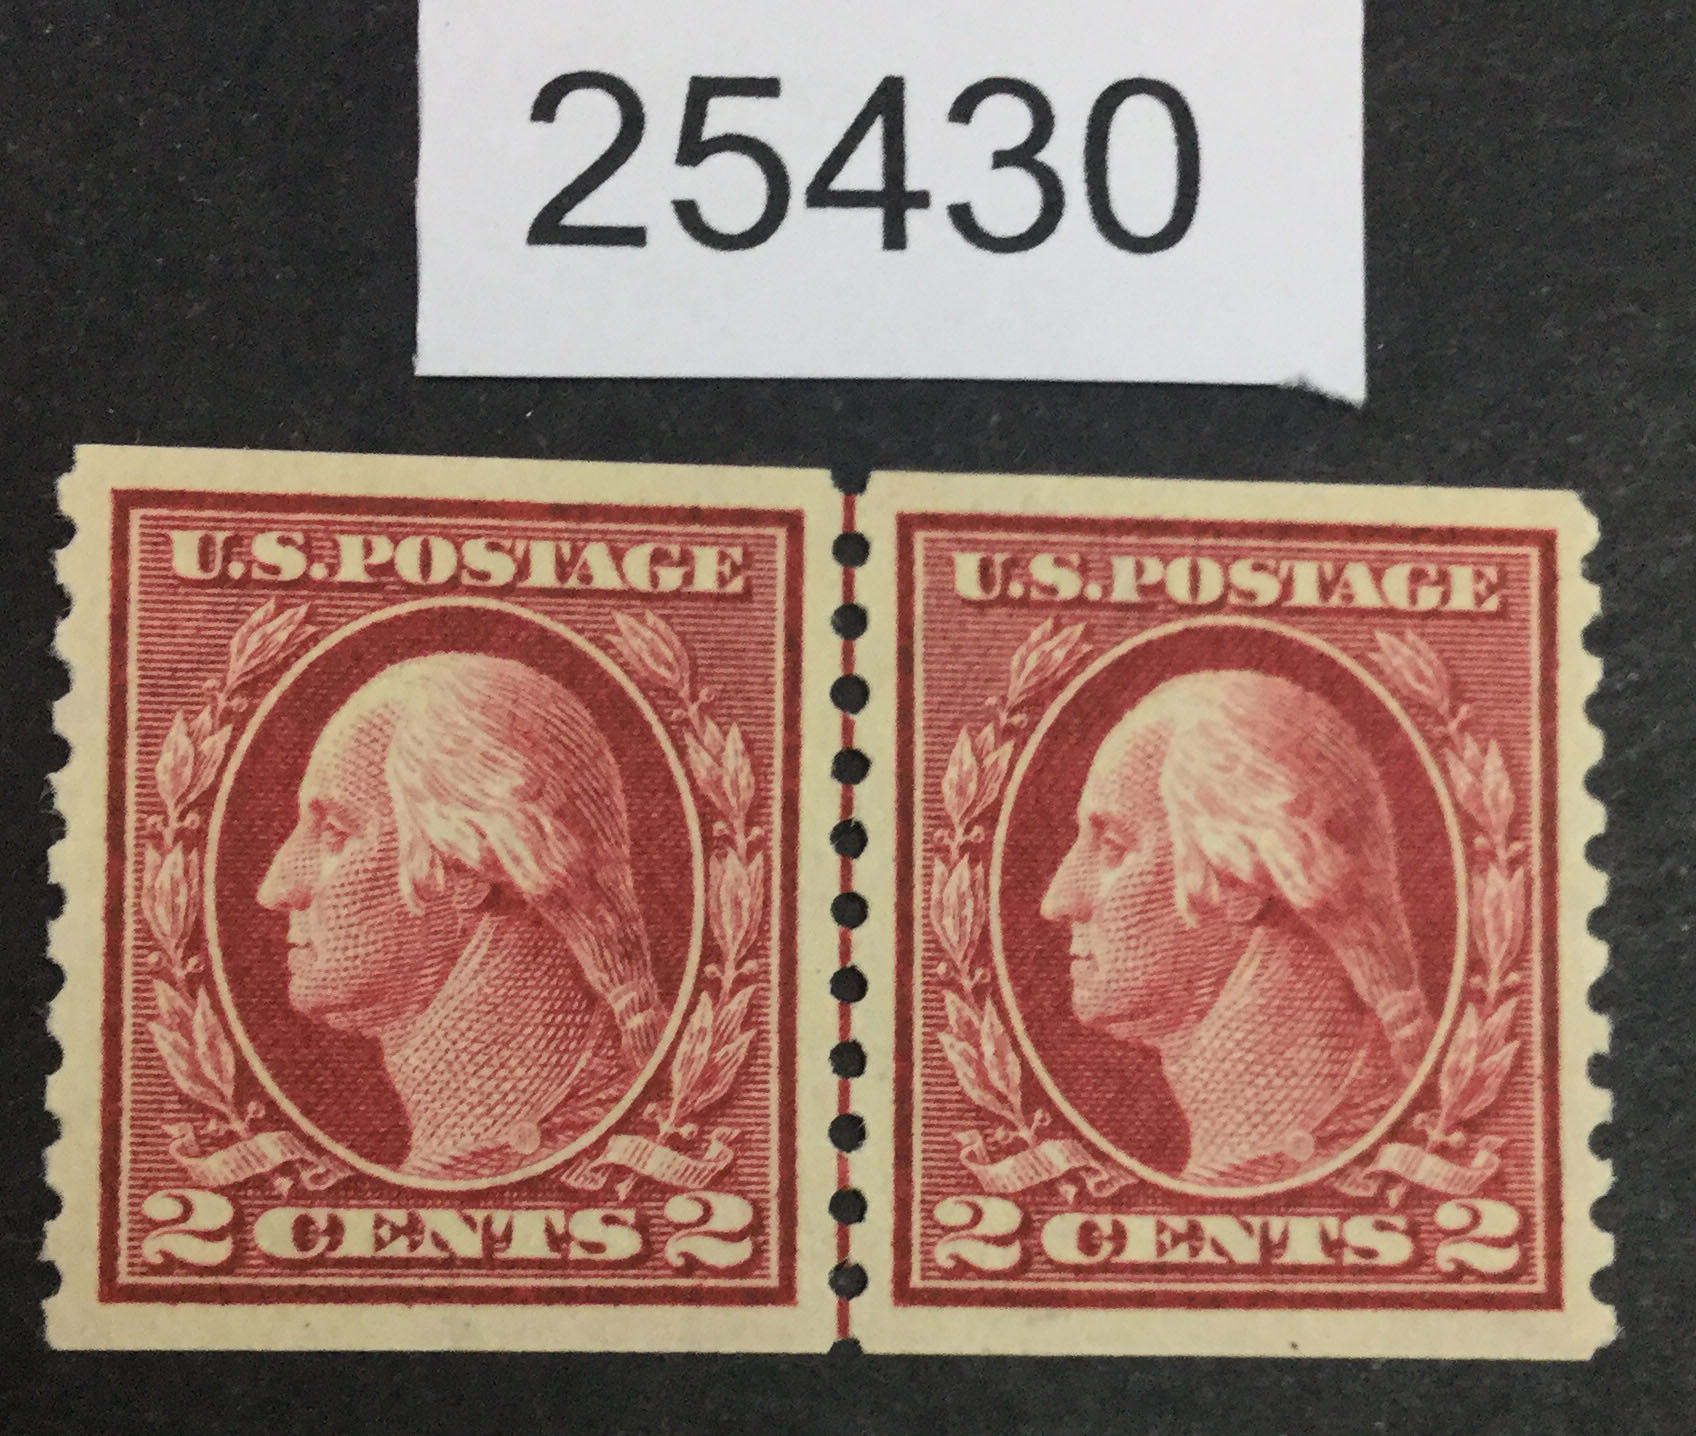 25430
U.S. POSTAGE
2 CENTS 2
U.S. POSTAGE
2 CENTS 2